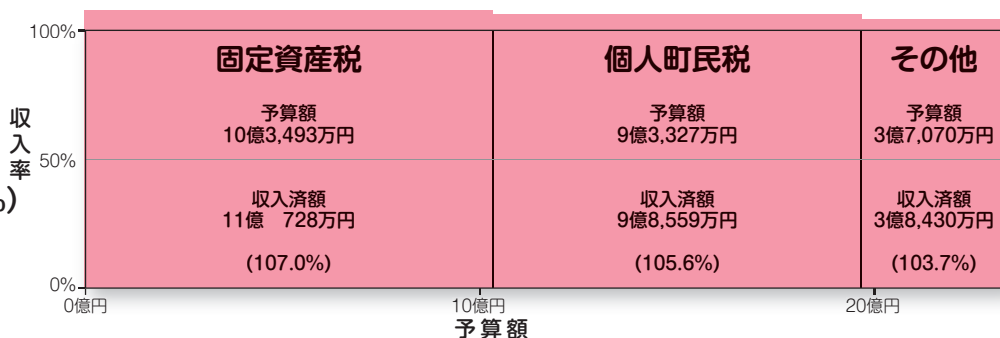 100%
50%
0%
収入率
%)
固定資産税
予算額
10億3,493万円
収入済額
11億 728万円
(107.0%)
個人町民税
予算額
9億3,327万円
収入済額
9億8,559万円
(105.6%)
その他
予算額
3億7,070万円
収入済額
3億8,430万円
(103.7%)
0億円
10億円
20億円
予算額